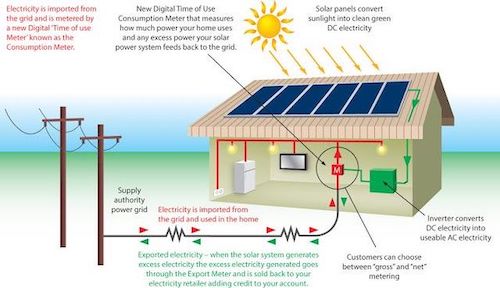 Electricity is imported from
the grid and is metered by
a new Digital 'Time of use
Meter' known as the
Consumption Meter.
New Digital Time of Use
Consumption Meter that measures
how much power your home uses
and any excess power your solar
power system feeds back to the grid.
Solar panels convert
sunlight into clean green
DC electricity
M
Supply
authority
power grid
Electricity is imported from
the grid and used in the home
Inverter converts
DC electricity into
useable AC electricity
Customers can choose
between "gross" and "net"
metering
Exported electricity – when the solar system generates
excess electricity the excess electricity generated goes
through the Export Meter and is sold back to your
electricity retailer adding credit to your account.